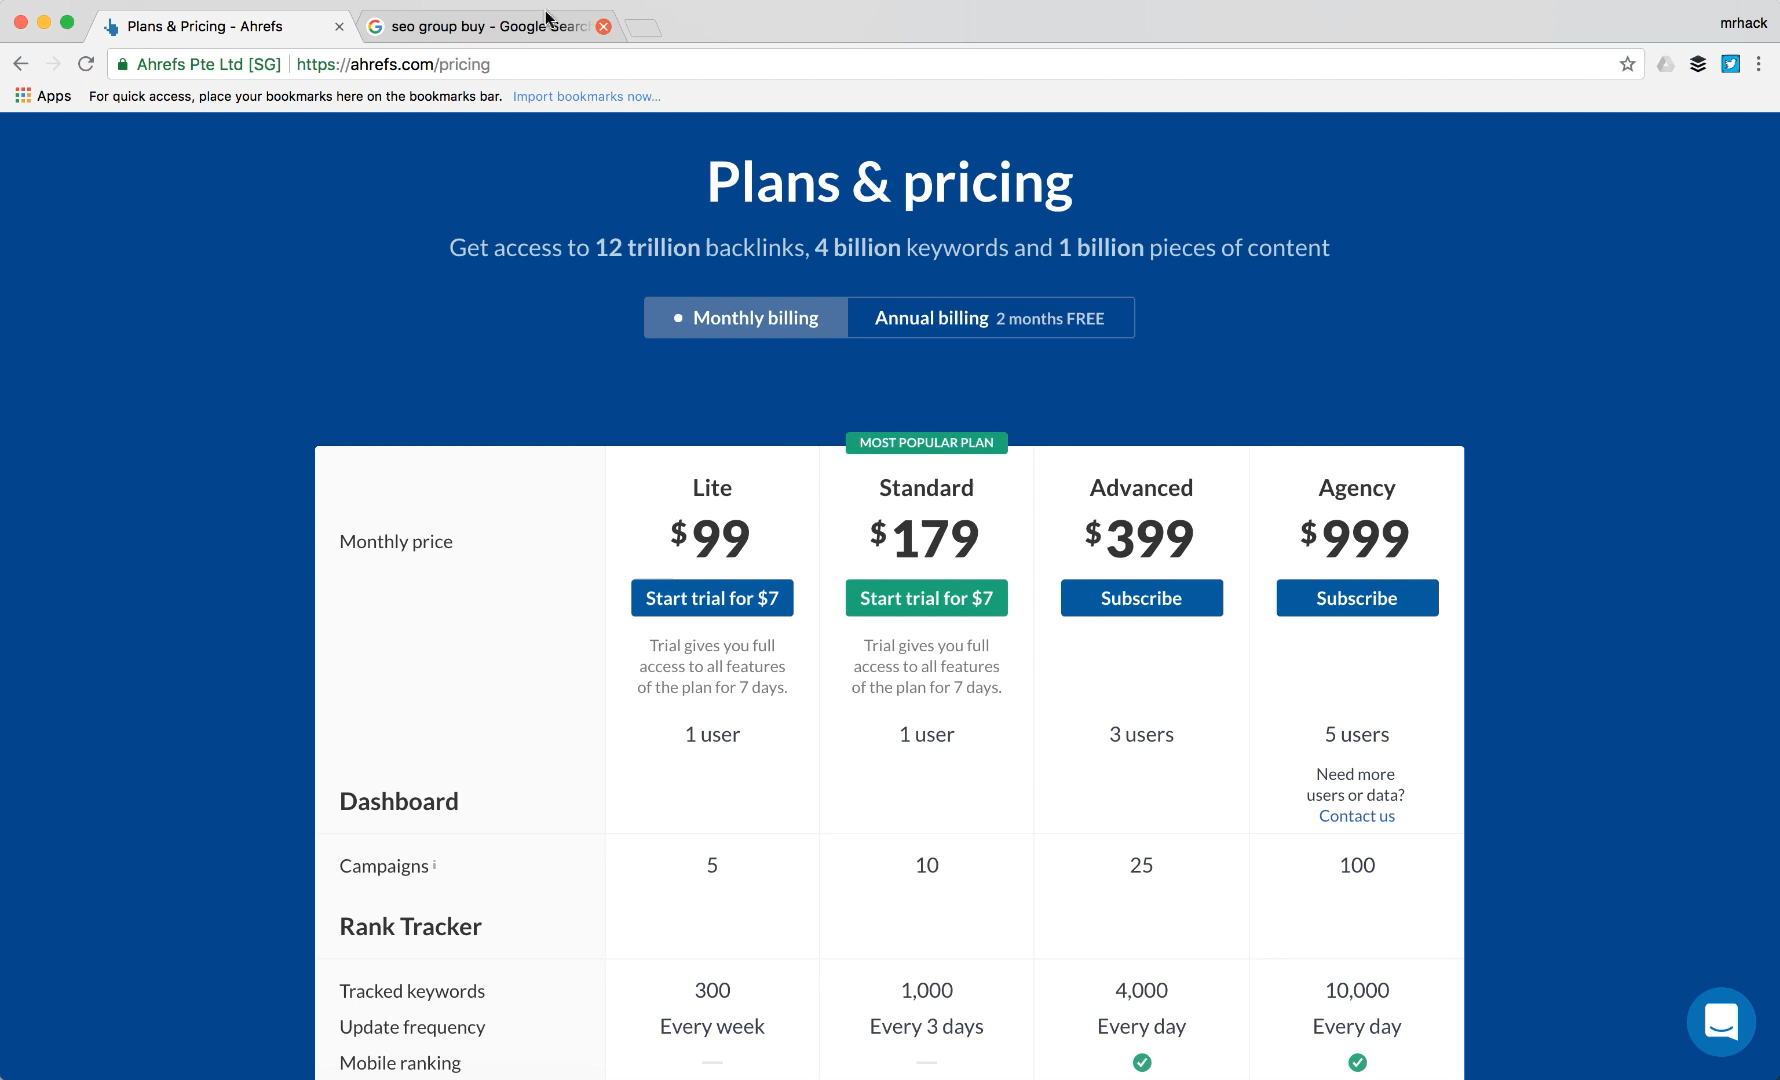 Plans & Pricing - Ahrefs
seo group buy - Google Search
mrhack
Ahrefs Pte Ltd [SG]
https://ahrefs.com/pricing
Apps
For quick access, place your bookmarks here on the bookmarks bar.
Import bookmarks now...
Plans & pricing
Get access to 12 trillion backlinks, 4 billion keywords and 1 billion pieces of content
Monthly billing
Annual billing 2 months FREE
MOST POPULAR PLAN
Lite
Standard
Advanced
Agency
Monthly price
$99
$179
$399
$999
Start trial for $7
Start trial for $7
Subscribe
Subscribe
Trial gives you full
access to all features
of the plan for 7 days.
Trial gives you full
access to all features
of the plan for 7 days.
1 user
1 user
3 users
5 users
Need more
users or data?
Contact us
Dashboard
Campaigns i
5
10
25
100
Rank Tracker
Tracked keywords
300
1,000
4,000
10,000
Update frequency
Every week
Every 3 days
Every day
Every day
Mobile ranking